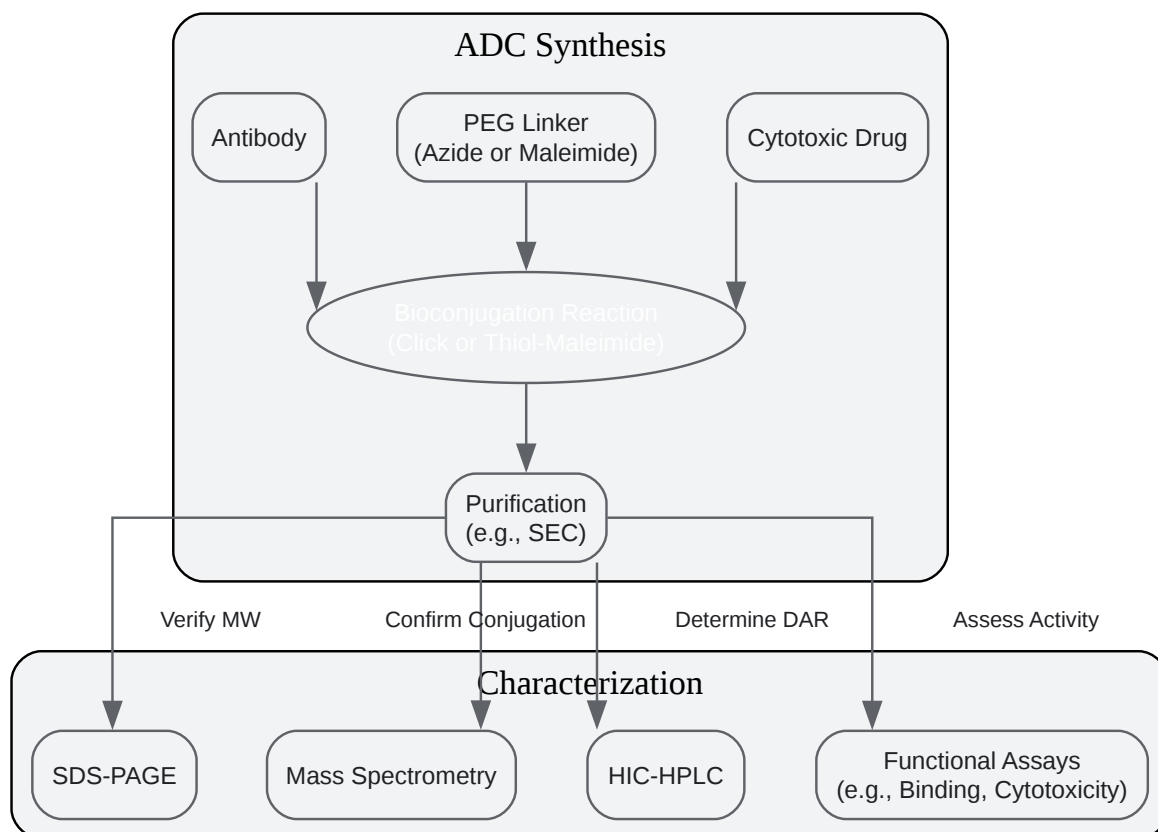 ADC Synthesis
Antibody
PEG Linker
(Azide or Maleimide)
Cytotoxic Drug
Bioconjugation Reaction
(Click or Thiol-Maleimide)
Purification
(e.g., SEC)
Verify MW
Confirm Conjugation
Determine DAR
Assess Activity
Characterization
SDS-PAGE
Mass Spectrometry
HIC-HPLC
Functional Assays
(e.g., Binding, Cytotoxicity)